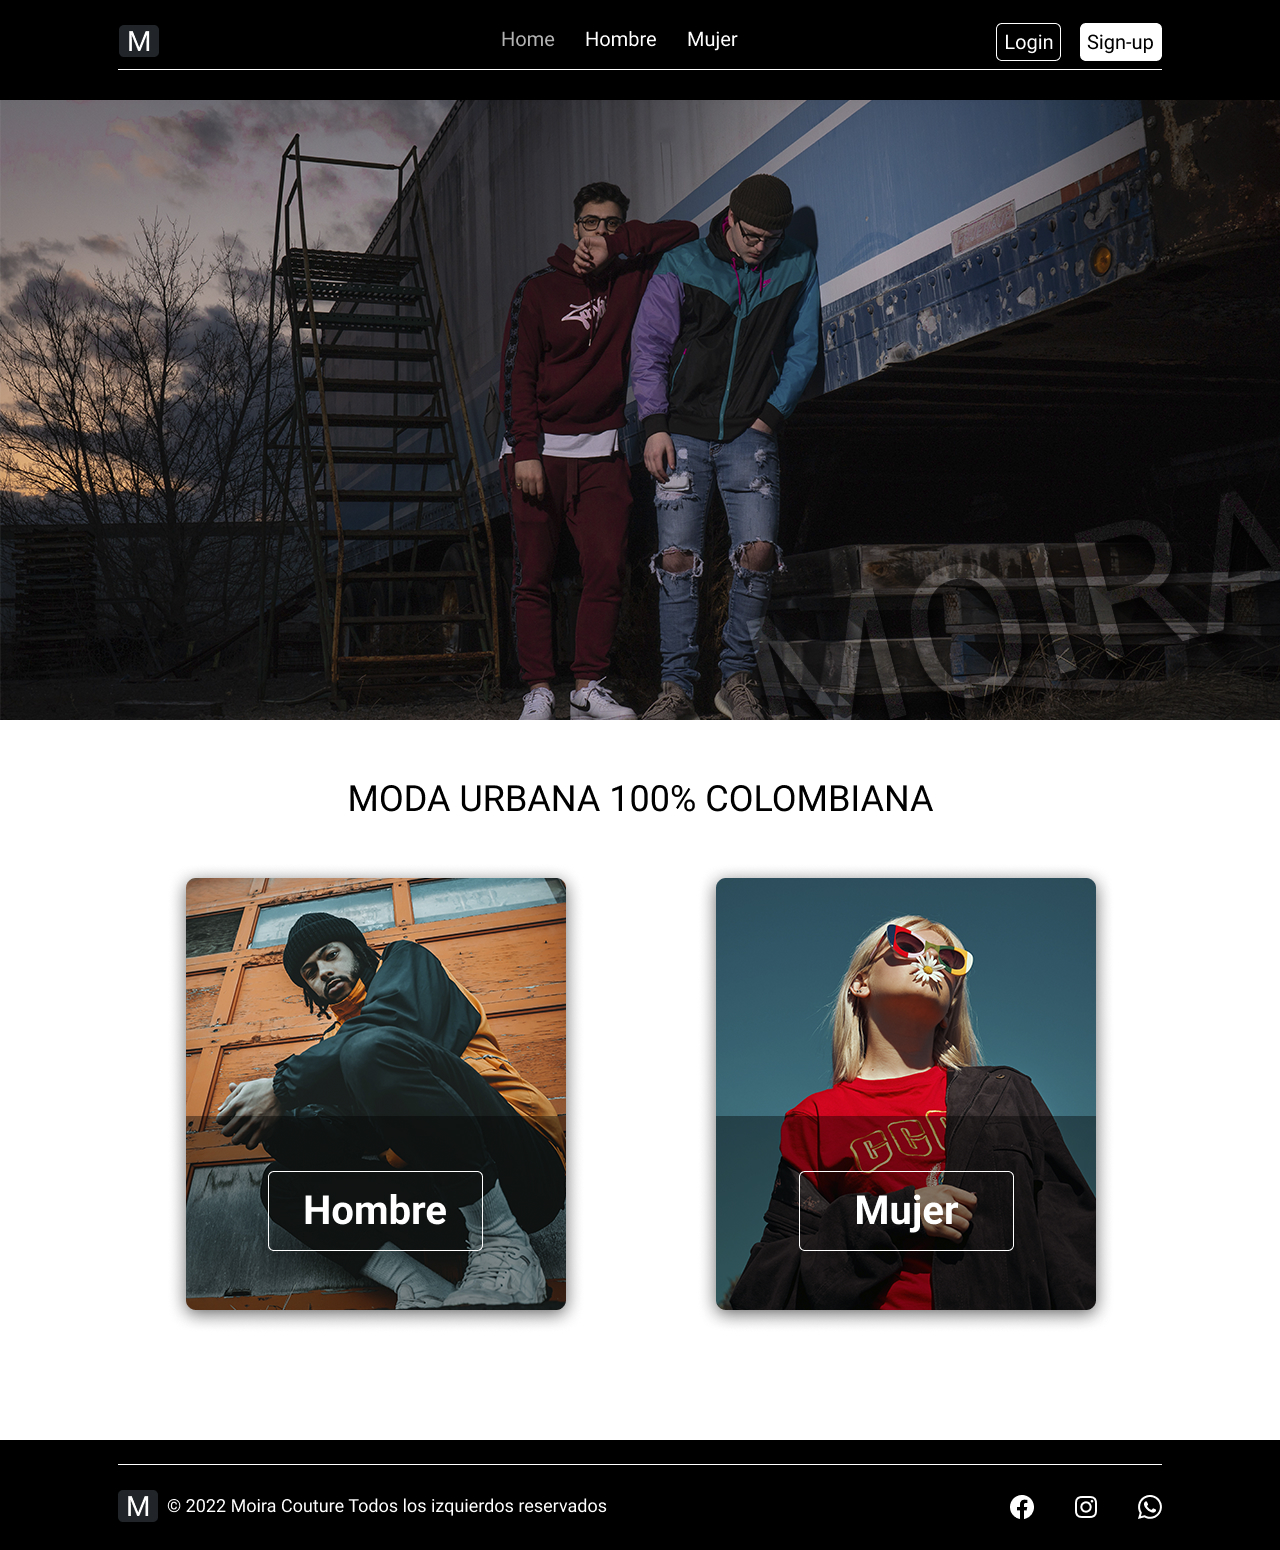 M
Home Hombre Mujer
Login Sign-up
MOIRA
MODA URBANA 100% COLOMBIANA
CCC
Hombre
Mujer
M © 2022 Moira Couture Todos los izquierdos reservados